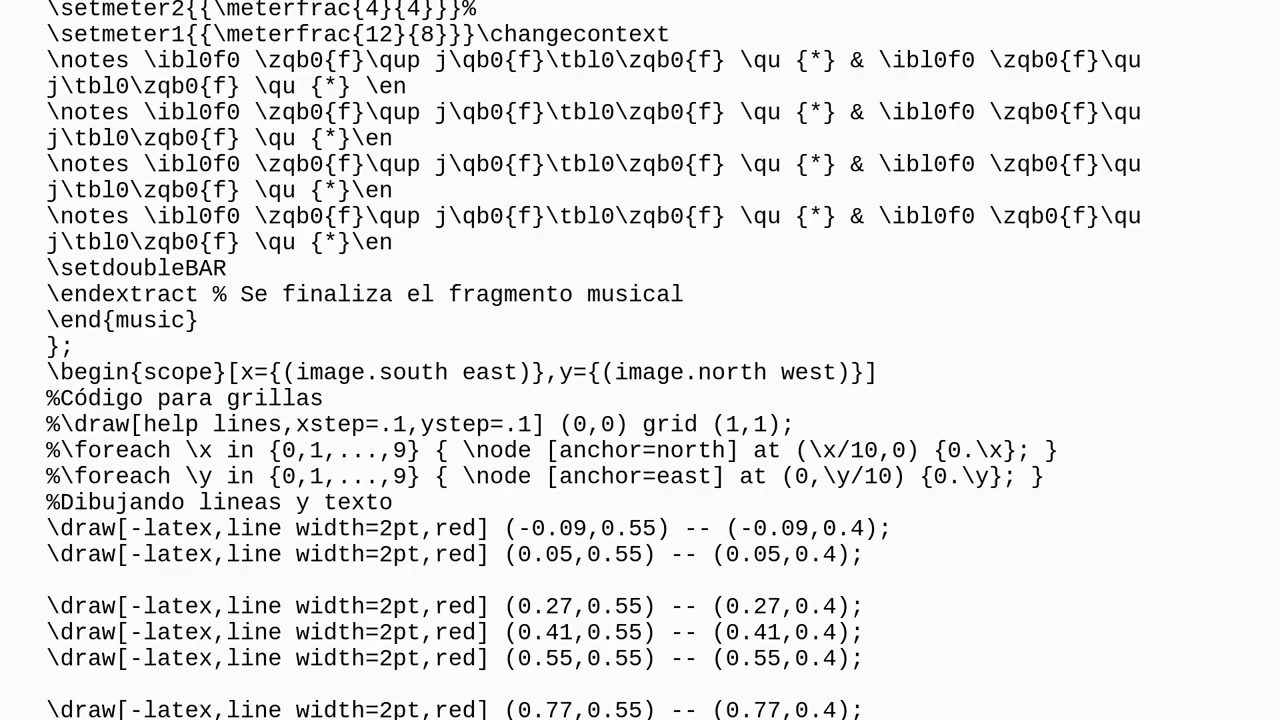 \setmeter2{{\meterfrac{4}{4}}}%
\setmeter1{{\meterfrac{12}{8}}}\changecontext
\notes \ibl0f0 \zqb0{f}\qup j\qb0{f}\tbl0\zqb0{f} \qu {*} & \ibl0f0 \zqb0{f}\qu
j\tbl0\zqb0{f} \qu {*} \en
\notes \ibl0f0 \zqb0{f}\qup j\qb0{f}\tbl0\zqb0{f} \qu {*} & \ibl0f0 \zqb0{f}\qu
j\tbl0\zqb0{f} \qu {*}\en
\notes \ibl0f0 \zqb0{f}\qup j\qb0{f}\tbl0\zqb0{f} \qu {*} & \ibl0f0 \zqb0{f}\qu
j\tbl0\zqb0{f} \qu {*}\en
\notes \ibl0f0 \zqb0{f}\qup j\qb0{f}\tbl0\zqb0{f} \qu {*} & \ibl0f0 \zqb0{f}\qu
j\tbl0\zqb0{f} \qu {*}\en
\setdoubleBAR
\endextract % Se finaliza el fragmento musical
\end{music}
};
\begin{scope}[x={(image.south east)},y={(image.north west)}]
%Código para grillas
%\draw[help lines,xstep=.1,ystep=.1] (0,0) grid (1,1);
%\foreach \x in {0,1,...,9} { \node [anchor=north] at (\x/10,0) {0.\x}; }
%\foreach \y in {0,1,...,9} { \node [anchor=east] at (0,\y/10) {0.\y}; }
%Dibujando lineas y texto
\draw[-latex,line width=2pt,red] (-0.09,0.55) -- (-0.09,0.4);
\draw[-latex,line width=2pt,red] (0.05,0.55) -- (0.05,0.4);
\draw[-latex,line width=2pt,red] (0.27,0.55) -- (0.27,0.4);
\draw[-latex,line width=2pt,red] (0.41,0.55) -- (0.41,0.4);
\draw[-latex,line width=2pt,red] (0.55,0.55) -- (0.55,0.4);
\draw[-latex,line width=2pt,red] (0.77,0.55) -- (0.77,0.4);